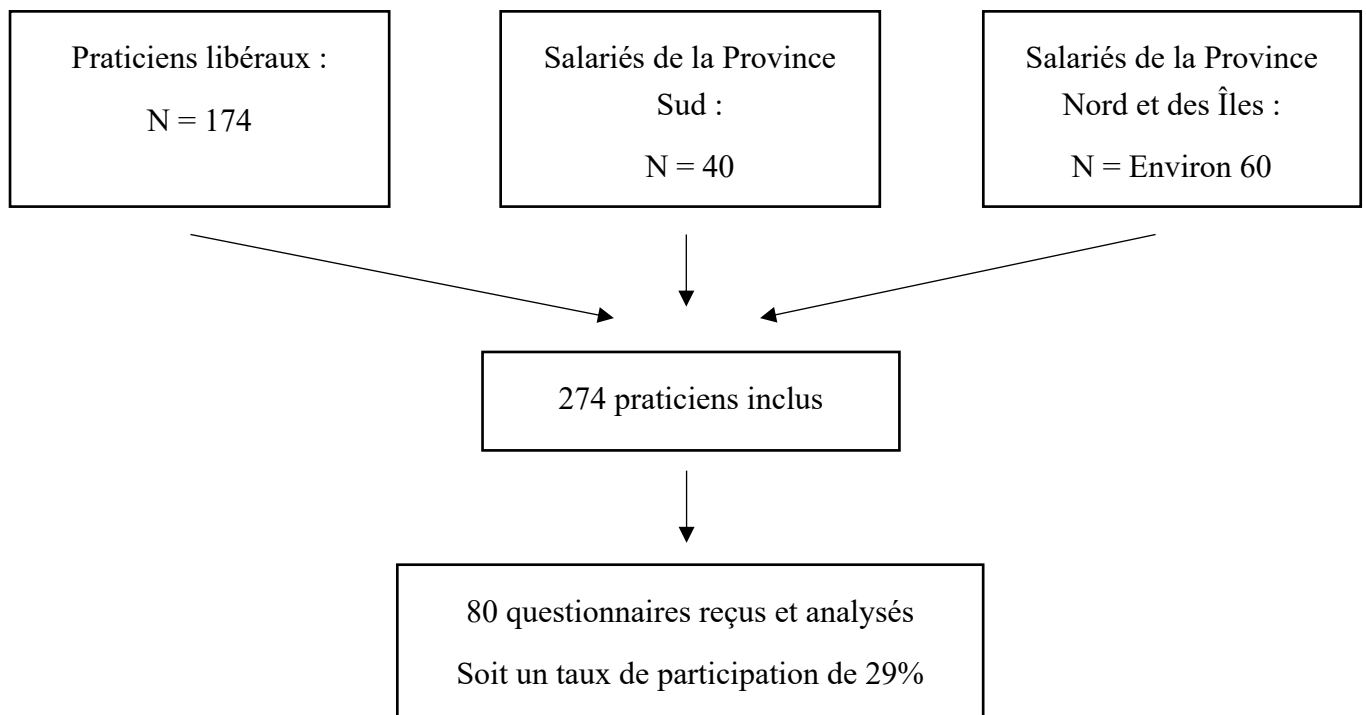 Praticiens libéraux :
N = 174
Salariés de la Province
Sud :
N = 40
Salariés de la Province
Nord et des Îles :
N = Environ 60
274 praticiens inclus
80 questionnaires reçus et analysés
Soit un taux de participation de 29%